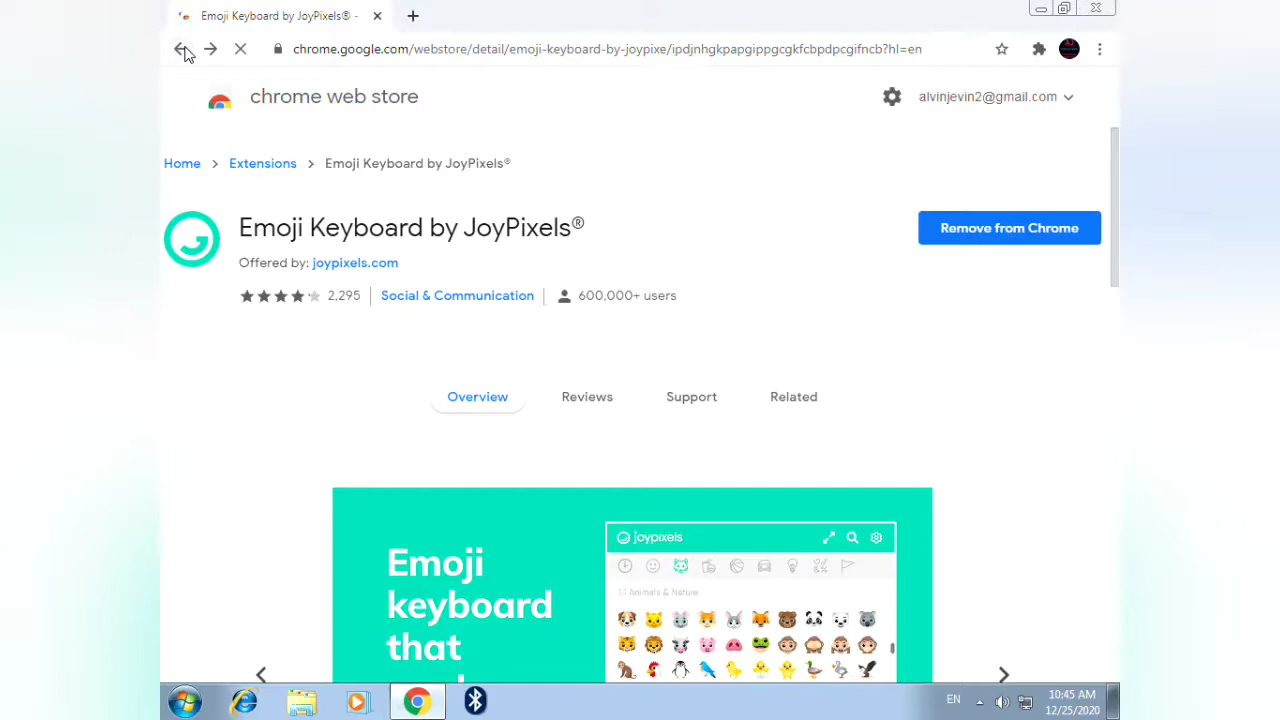 Emoji Keyboard by JoyPixels® -
chrome.google.com/webstore/detail/emoji-keyboard-by-joypixe/ipdjnhgkpapgippgcgkfcbpdpcgifncb?hl=en
chrome web store
alvinjevin2@gmail.com
Home > Extensions > Emoji Keyboard by JoyPixels®
Emoji Keyboard by JoyPixels®
Remove from Chrome
Offered by: joypixels.com
2,295
Social & Communication
600,000+ users
Overview
Reviews
Support
Related
joypixels
Animals & Nature
Emoji
keyboard
that
EN
10:45 AM
12/25/2020